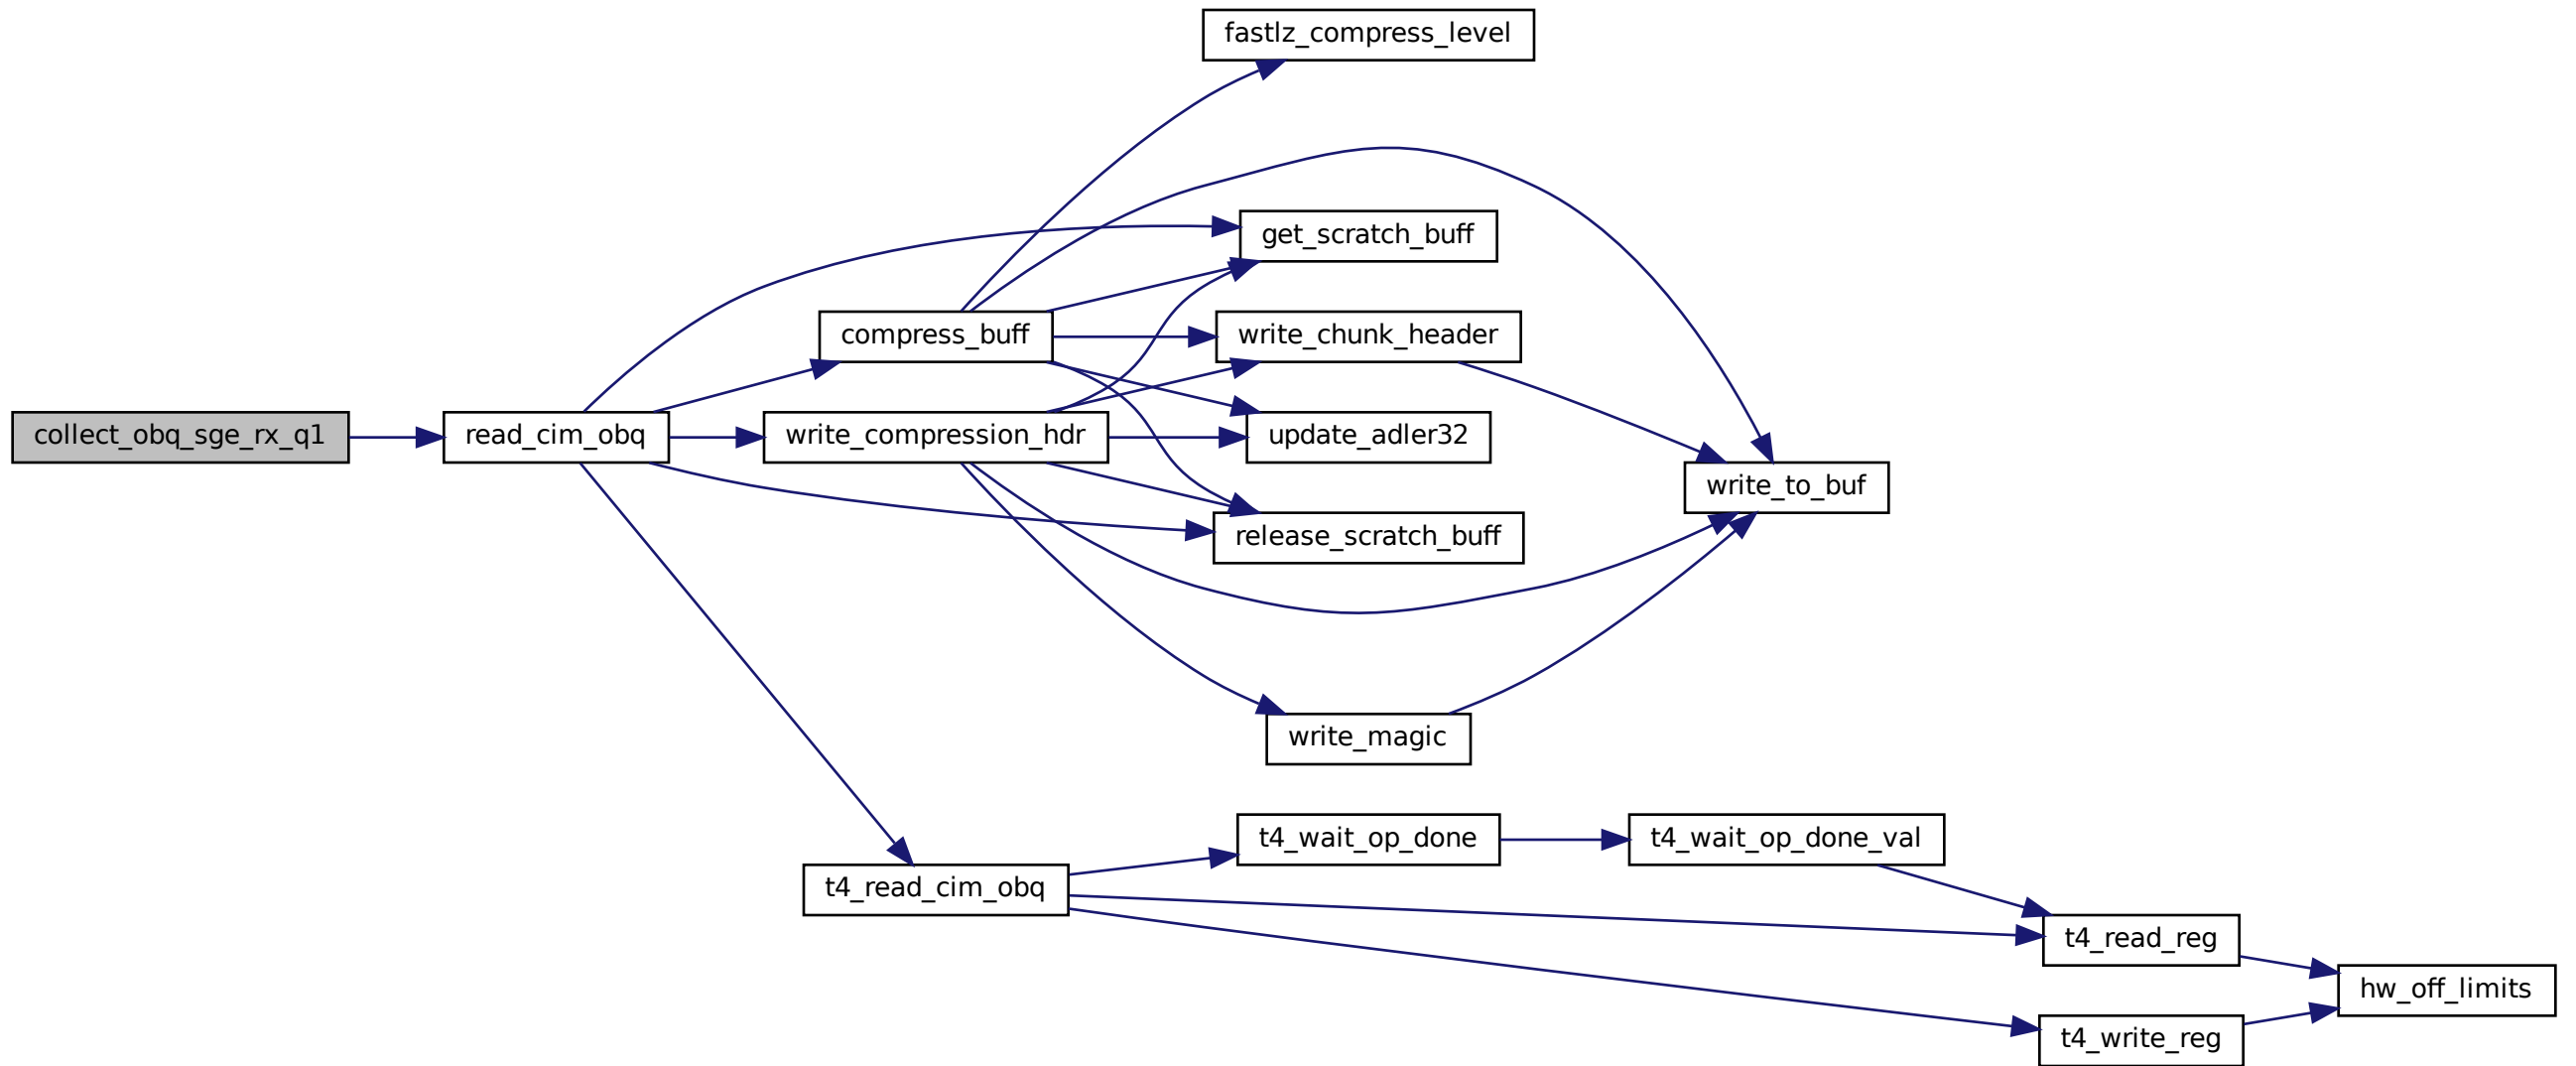 fastlz_compress_level
get_scratch_buff
compress_buff
write_chunk_header
collect_obq_sge_rx_q1
read_cim_obq
write_compression_hdr
update_adler32
write_to_buf
release_scratch_buff
write_magic
t4_wait_op_done
t4_wait_op_done_val
t4_read_cim_obq
t4_read_reg
hw_off_limits
t4_write_reg